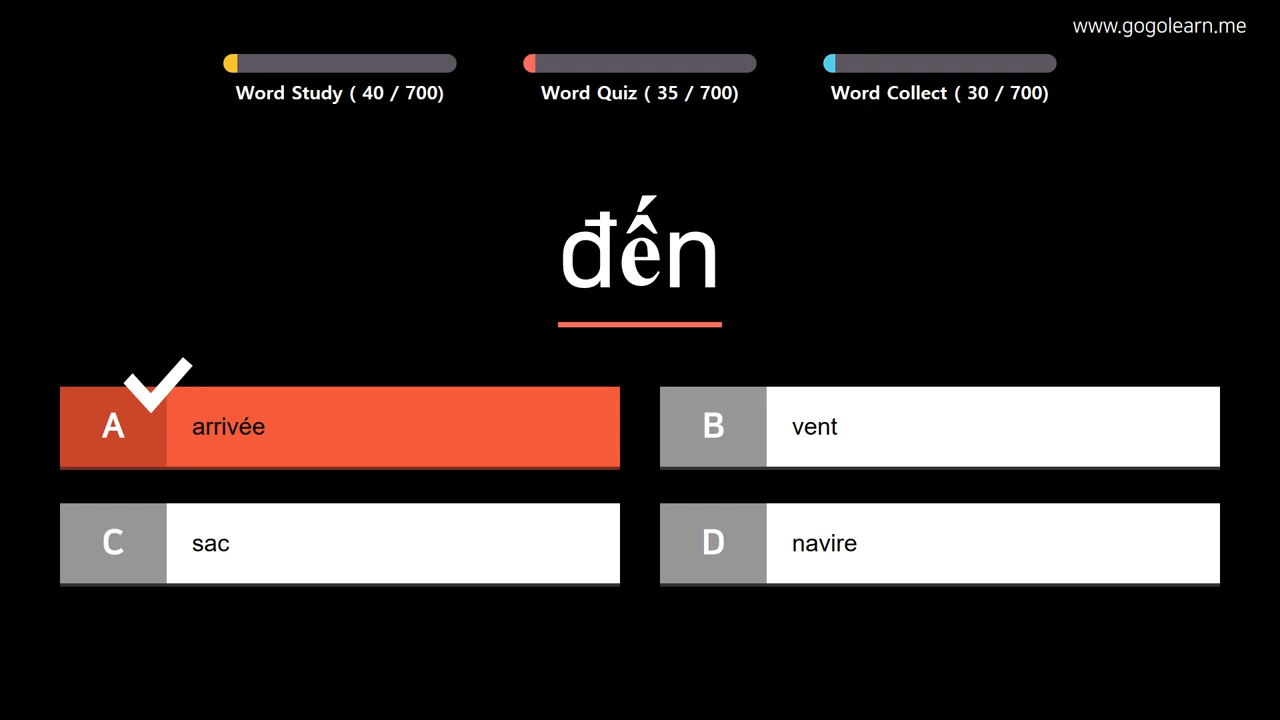 www.gogolearn.me
Word Study ( 40 / 700)
Word Quiz ( 35 / 700)
Word Collect ( 30 / 700)
đến
A arrivée
B vent
C sac
D navire